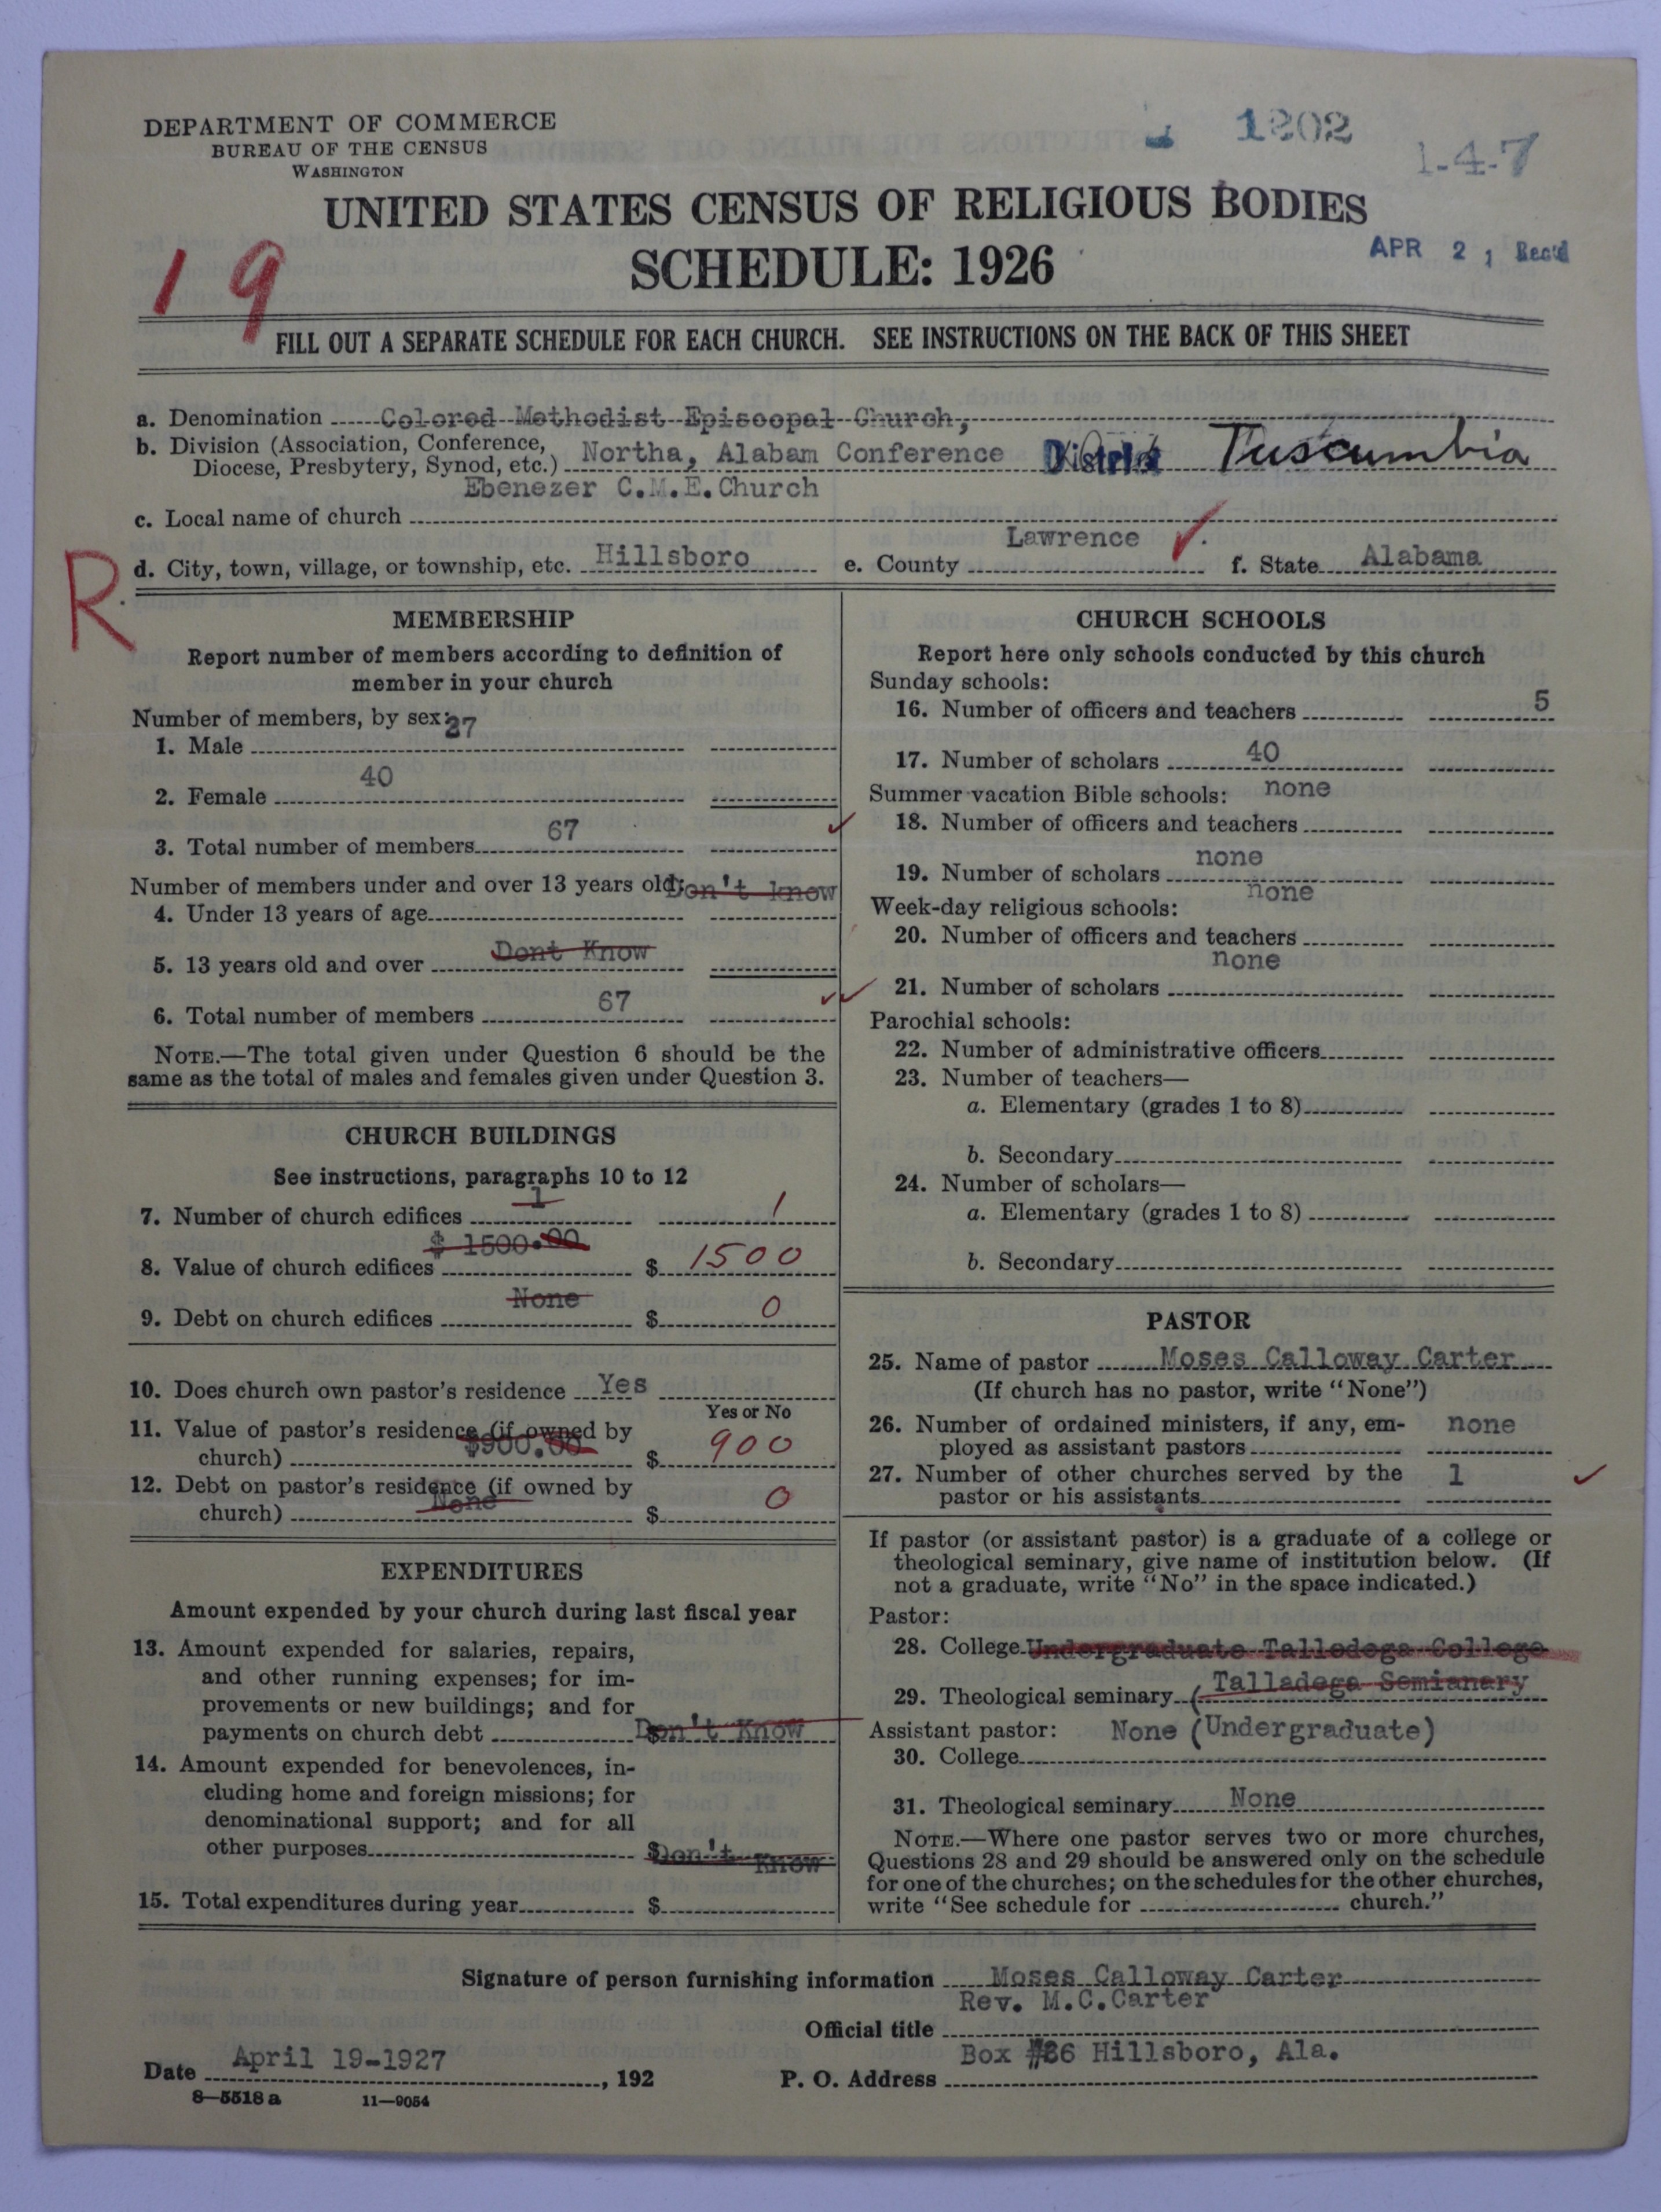 DEPARTMENT OF COMMERCE
BUREAU OF THE CENSUS
WASHINGTON
1202
1-4-7
UNITED STATES CENSUS OF RELIGIOUS BODIES
SCHEDULE: 1926
APR 21 Rec'd
19
FILL OUT A SEPARATE SCHEDULE FOR EACH CHURCH. SEE INSTRUCTIONS ON THE BACK OF THIS SHEET
a. Denomination Colored Methodist Episcopal Church,
b. Division (Association, Conference,
Diocese, Presbytery, Synod, etc.) Northa, Alabam Conference District Tuscumbia
Ebenezer C.M.E.Church
c. Local name of church
R
d. City, town, village, or township, etc. Hillsboro e. County Lawrence f. State Alabama
MEMBERSHIP
Report number of members according to definition of
member in your church
Number of members, by sex:
1. Male 27
2. Female 40
3. Total number of members 67
Number of members under and over 13 years old: Don't know
4. Under 13 years of age
5. 13 years old and over Dont Know
6. Total number of members 67
NOTE.—The total given under Question 6 should be the
same as the total of males and females given under Question 3.
CHURCH BUILDINGS
See instructions, paragraphs 10 to 12
7. Number of church edifices 1 1
8. Value of church edifices $ 1500.00 $ 1500
9. Debt on church edifices None $ 0
10. Does church own pastor's residence Yes
Yes or No
11. Value of pastor's residence (if owned by
church) $900.00 $ 900
12. Debt on pastor's residence (if owned by
church) None $ 0
EXPENDITURES
Amount expended by your church during last fiscal year
13. Amount expended for salaries, repairs,
and other running expenses; for im-
provements or new buildings; and for
payments on church debt $ Don't Know
14. Amount expended for benevolences, in-
cluding home and foreign missions; for
denominational support; and for all
other purposes $ Don't Know
15. Total expenditures during year $
CHURCH SCHOOLS
Report here only schools conducted by this church
Sunday schools:
16. Number of officers and teachers 5
17. Number of scholars 40
Summer vacation Bible schools: none
18. Number of officers and teachers
19. Number of scholars none
Week-day religious schools: none
20. Number of officers and teachers
21. Number of scholars none
Parochial schools:
22. Number of administrative officers
23. Number of teachers—
a. Elementary (grades 1 to 8)
b. Secondary
24. Number of scholars—
a. Elementary (grades 1 to 8)
b. Secondary
PASTOR
25. Name of pastor Moses Calloway Carter
(If church has no pastor, write "None")
26. Number of ordained ministers, if any, em-
ployed as assistant pastors none
27. Number of other churches served by the
pastor or his assistants 1
If pastor (or assistant pastor) is a graduate of a college or
theological seminary, give name of institution below. (If
not a graduate, write "No" in the space indicated.)
Pastor:
28. College Undergraduate Talledega College
29. Theological seminary ( Talladega Semianary
Assistant pastor: None (Undergraduate)
30. College
31. Theological seminary None
NOTE.—Where one pastor serves two or more churches,
Questions 28 and 29 should be answered only on the schedule
for one of the churches; on the schedules for the other churches,
write "See schedule for church."
Signature of person furnishing information Moses Calloway Carter
Rev. M.C.Carter
Official title
Date April 19-1927, 192
P. O. Address Box #36 Hillsboro, Ala.
8—5518 a 11—9054